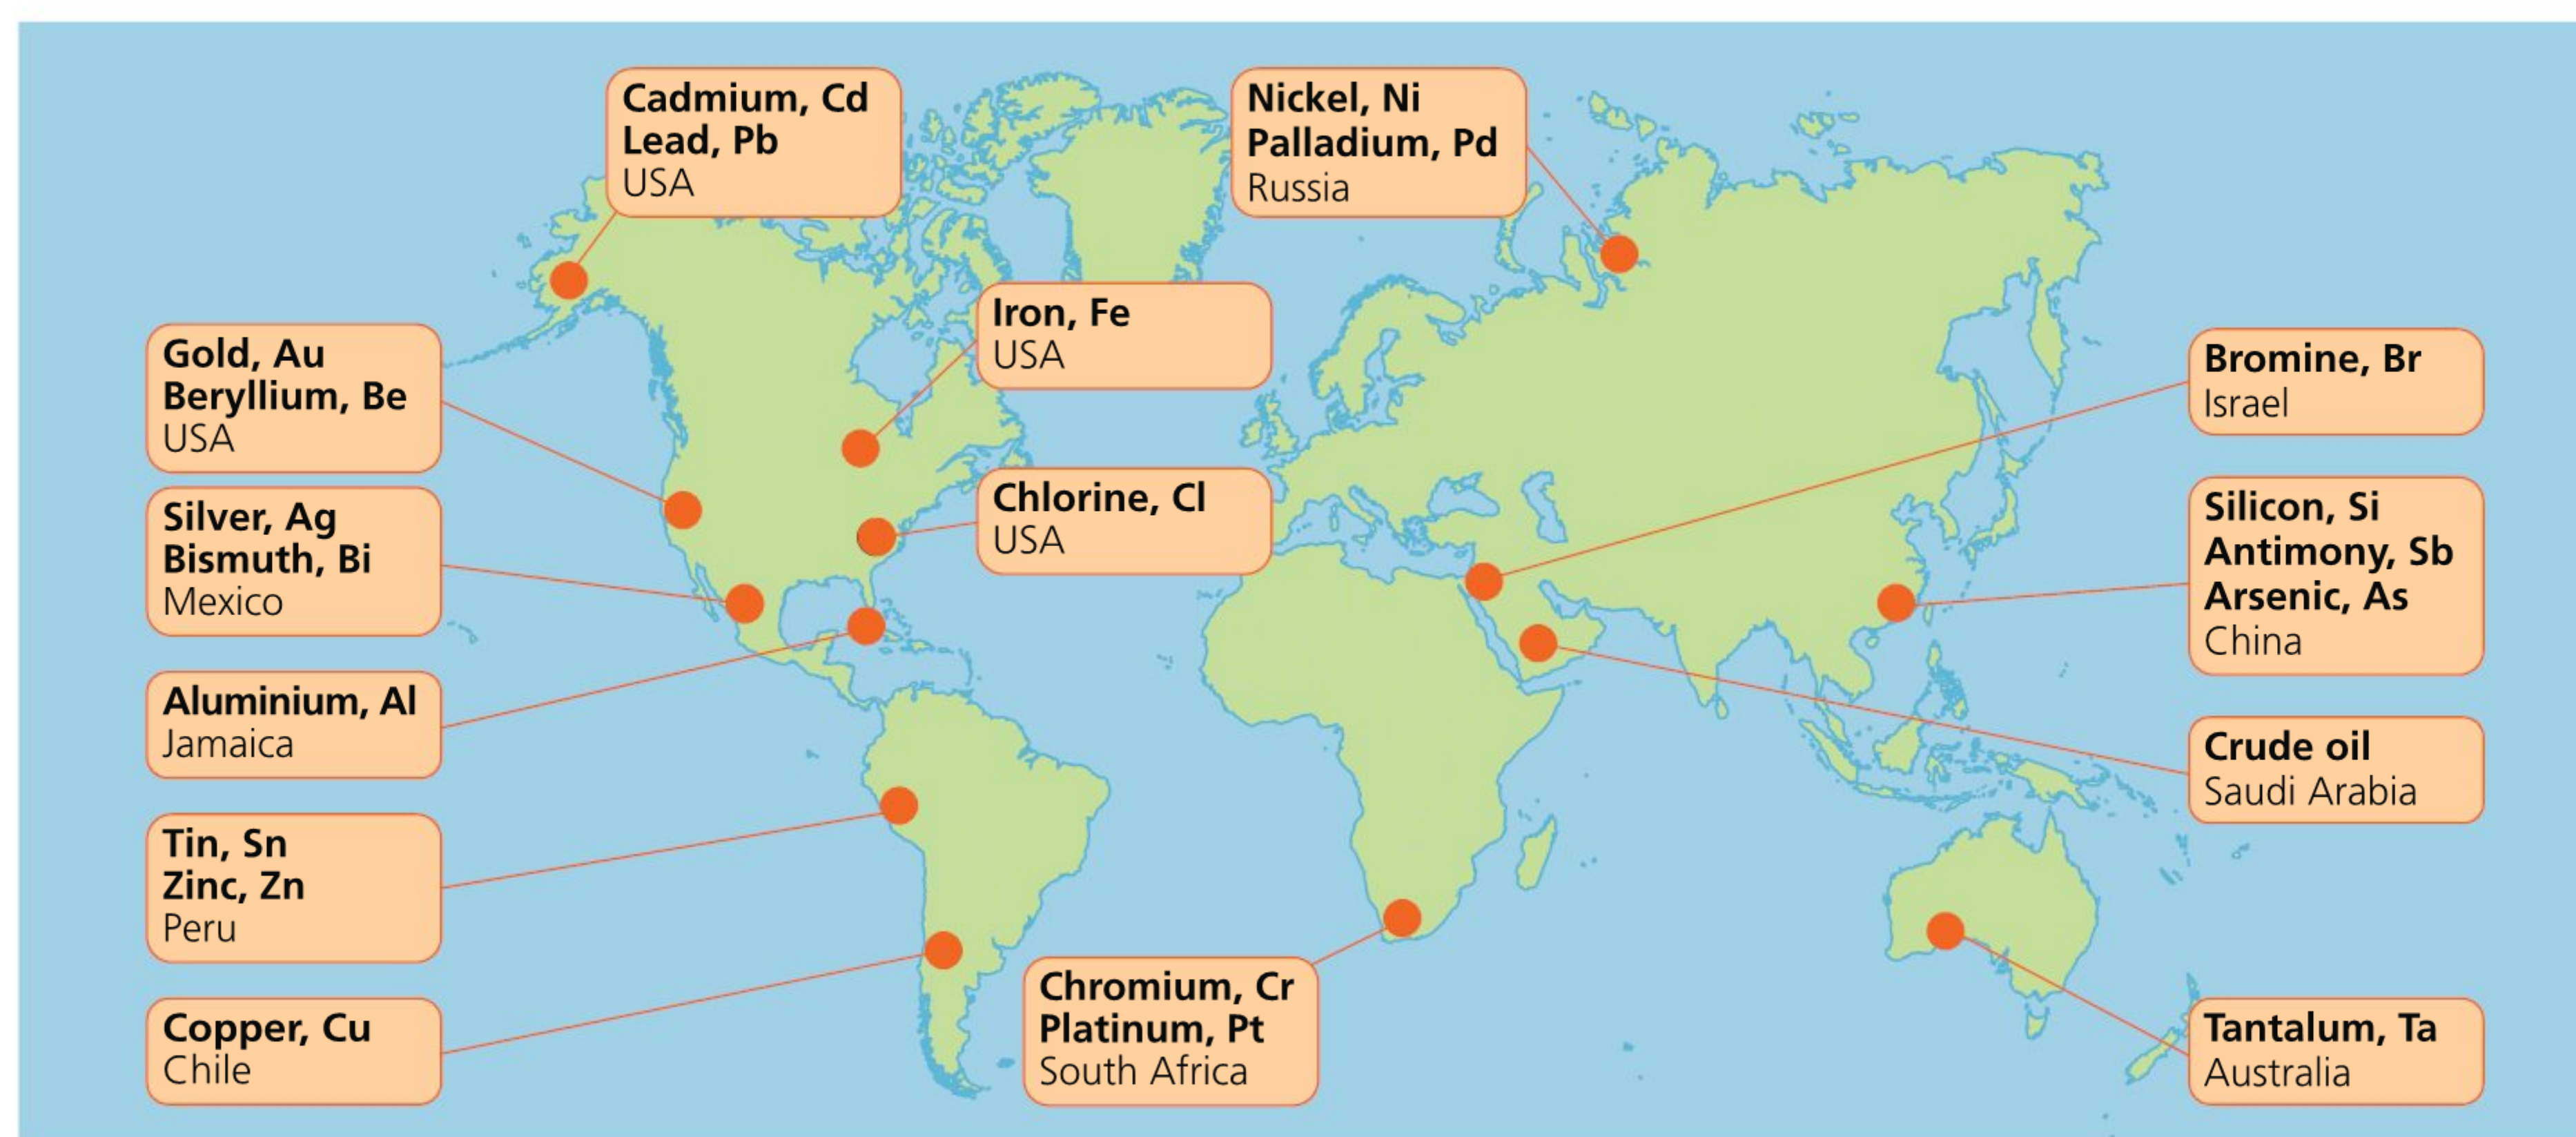 Cadmium, Cd
Lead, Pb
USA
Nickel, Ni
Palladium, Pd
Russia
Iron, Fe
USA
Gold, Au
Beryllium, Be
USA
Bromine, Br
Israel
Chlorine, Cl
USA
Silver, Ag
Bismuth, Bi
Mexico
Silicon, Si
Antimony, Sb
Arsenic, As
China
Aluminium, Al
Jamaica
Crude oil
Saudi Arabia
Tin, Sn
Zinc, Zn
Peru
Chromium, Cr
Platinum, Pt
South Africa
Copper, Cu
Chile
Tantalum, Ta
Australia